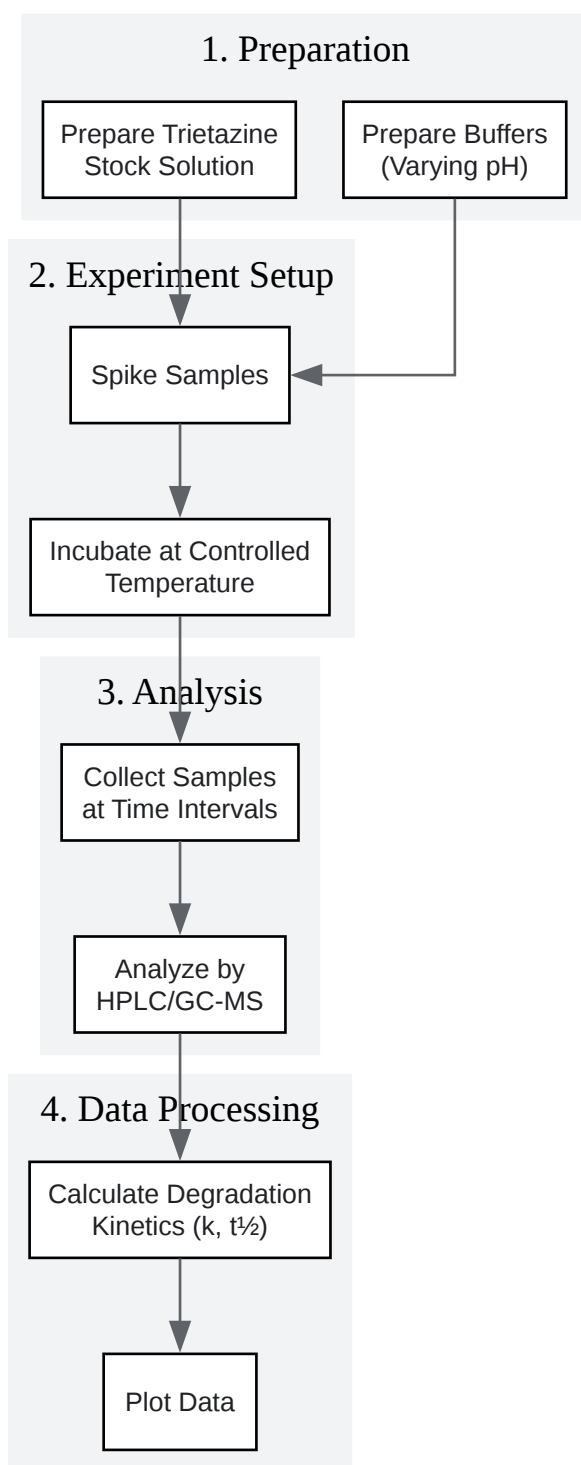 1. Preparation
Prepare Trietazine
Stock Solution
Prepare Buffers
(Varying pH)
2. Experiment Setup
Spike Samples
Incubate at Controlled
Temperature
3. Analysis
Collect Samples
at Time Intervals
Analyze by
HPLC/GC-MS
4. Data Processing
Calculate Degradation
Kinetics (k, t½)
Plot Data